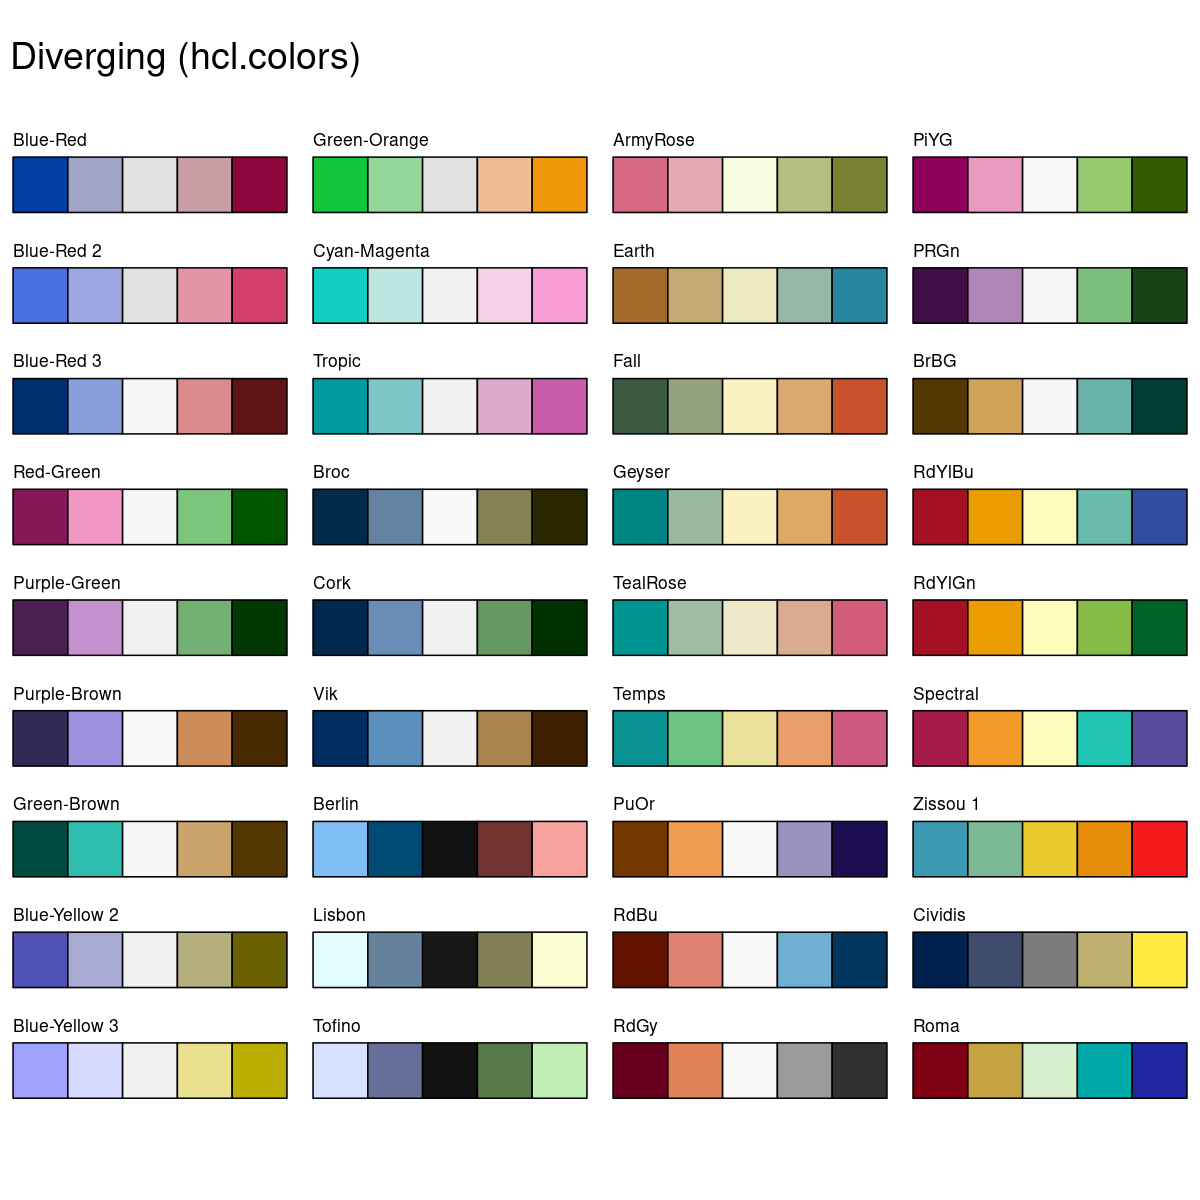 Diverging (hcl.colors)
Blue-Red
Blue-Red 2
Blue-Red 3
Red-Green
Purple-Green
Purple-Brown
Green-Brown
Blue-Yellow 2
Blue-Yellow 3
Green-Orange
Cyan-Magenta
Tropic
Broc
Cork
Vik
Berlin
Lisbon
Tofino
ArmyRose
Earth
Fall
Geyser
TealRose
Temps
PuOr
RdBu
RdGy
PiYG
PRGn
BrBG
RdYlBu
RdYlGn
Spectral
Zissou 1
Cividis
Roma